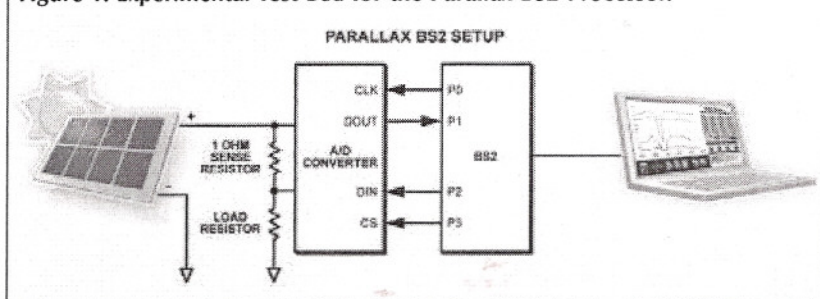 Figure 1. Experimental Test Bed for the Parallax BS2 Processor.
PARALLAX BS2 SETUP
+
-
1 OHM
SENSE
RESISTOR
LOAD
RESISTOR
CLK
DOUT
A/D
CONVERTER
DIN
CS
P0
P1
BS2
P2
P3